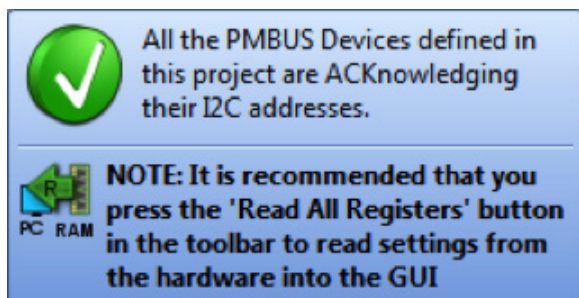 All the PMBUS Devices defined in
this project are ACKnowledging
their I2C addresses.
R
PC RAM
NOTE: It is recommended that you
press the 'Read All Registers' button
in the toolbar to read settings from
the hardware into the GUI